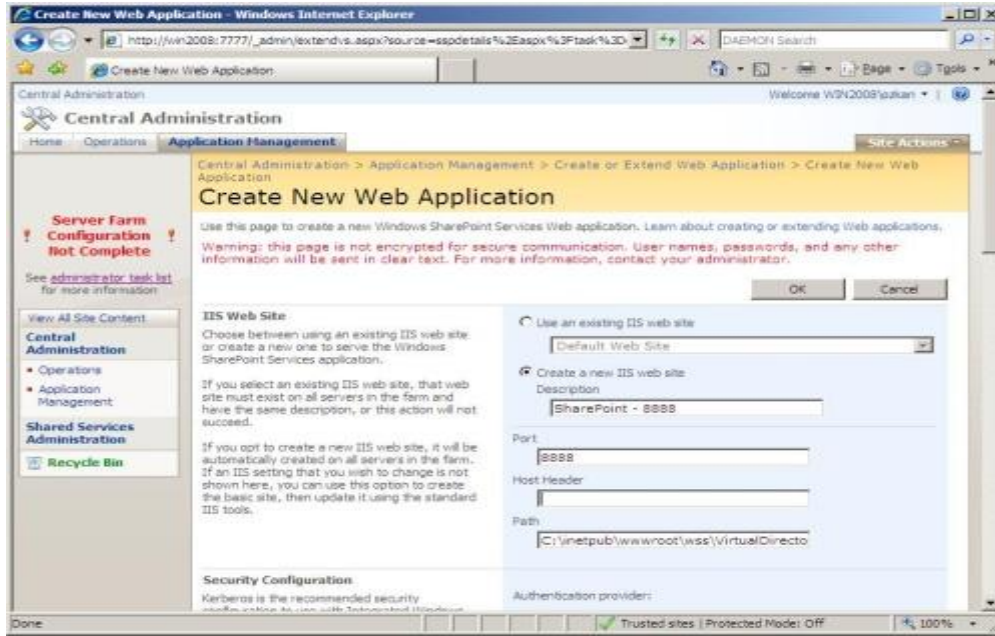 Create New Web Application - Windows Internet Explorer
http://win2008:7777/_admin/extendvs.aspx?source=sspdetails%2Easpx%3Ftask%3D
DAEMON Search
Create New Web Application
Page
Tools
Central Administration
Welcome WIN2008\ozkan
Central Administration
Home
Operations
Application Management
Site Actions
Central Administration > Application Management > Create or Extend Web Application > Create New Web
Application
Create New Web Application
Server Farm
! Configuration !
Not Complete
See administrator task list
for more information
View All Site Content
Central
Administration
Operations
Application
Management
Shared Services
Administration
Recycle Bin
Use this page to create a new Windows SharePoint Services Web application. Learn about creating or extending Web applications.
Warning: this page is not encrypted for secure communication. User names, passwords, and any other
information will be sent in clear text. For more information, contact your administrator.
OK
Cancel
IIS Web Site
Choose between using an existing IIS web site
or create a new one to serve the Windows
SharePoint Services application.
If you select an existing IIS web site, that web
site must exist on all servers in the farm and
have the same description, or this action will not
succeed.
If you opt to create a new IIS web site, it will be
automatically created on all servers in the farm.
If an IIS setting that you wish to change is not
shown here, you can use this option to create
the basic site, then update it using the standard
IIS tools.
Use an existing IIS web site
Default Web Site
Create a new IIS web site
Description
SharePoint - 8888
Port
8888
Host Header
Path
C:\inetpub\wwwroot\wss\VirtualDirecto
Security Configuration
Kerberos is the recommended security
configuration to use with Integrated Windows
Authentication provider:
Done
Trusted sites | Protected Mode: Off
100%